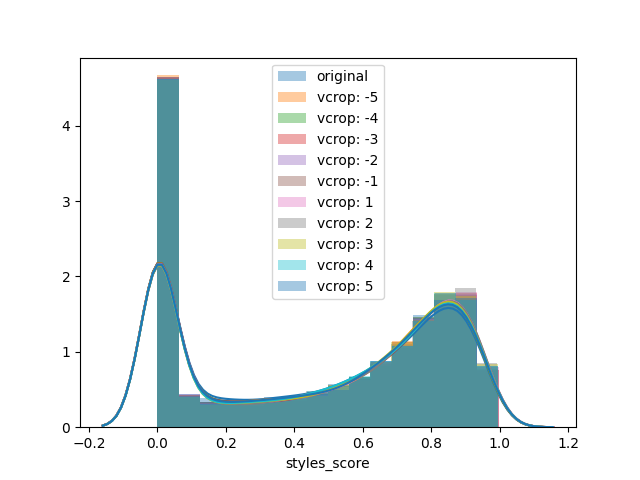 original
vcrop: -5
vcrop: -4
vcrop: -3
vcrop: -2
vcrop: -1
vcrop: 1
vcrop: 2
vcrop: 3
vcrop: 4
vcrop: 5
4
3
2
1
0
−0.2 0.0 0.2 0.4 0.6 0.8 1.0 1.2
styles_score